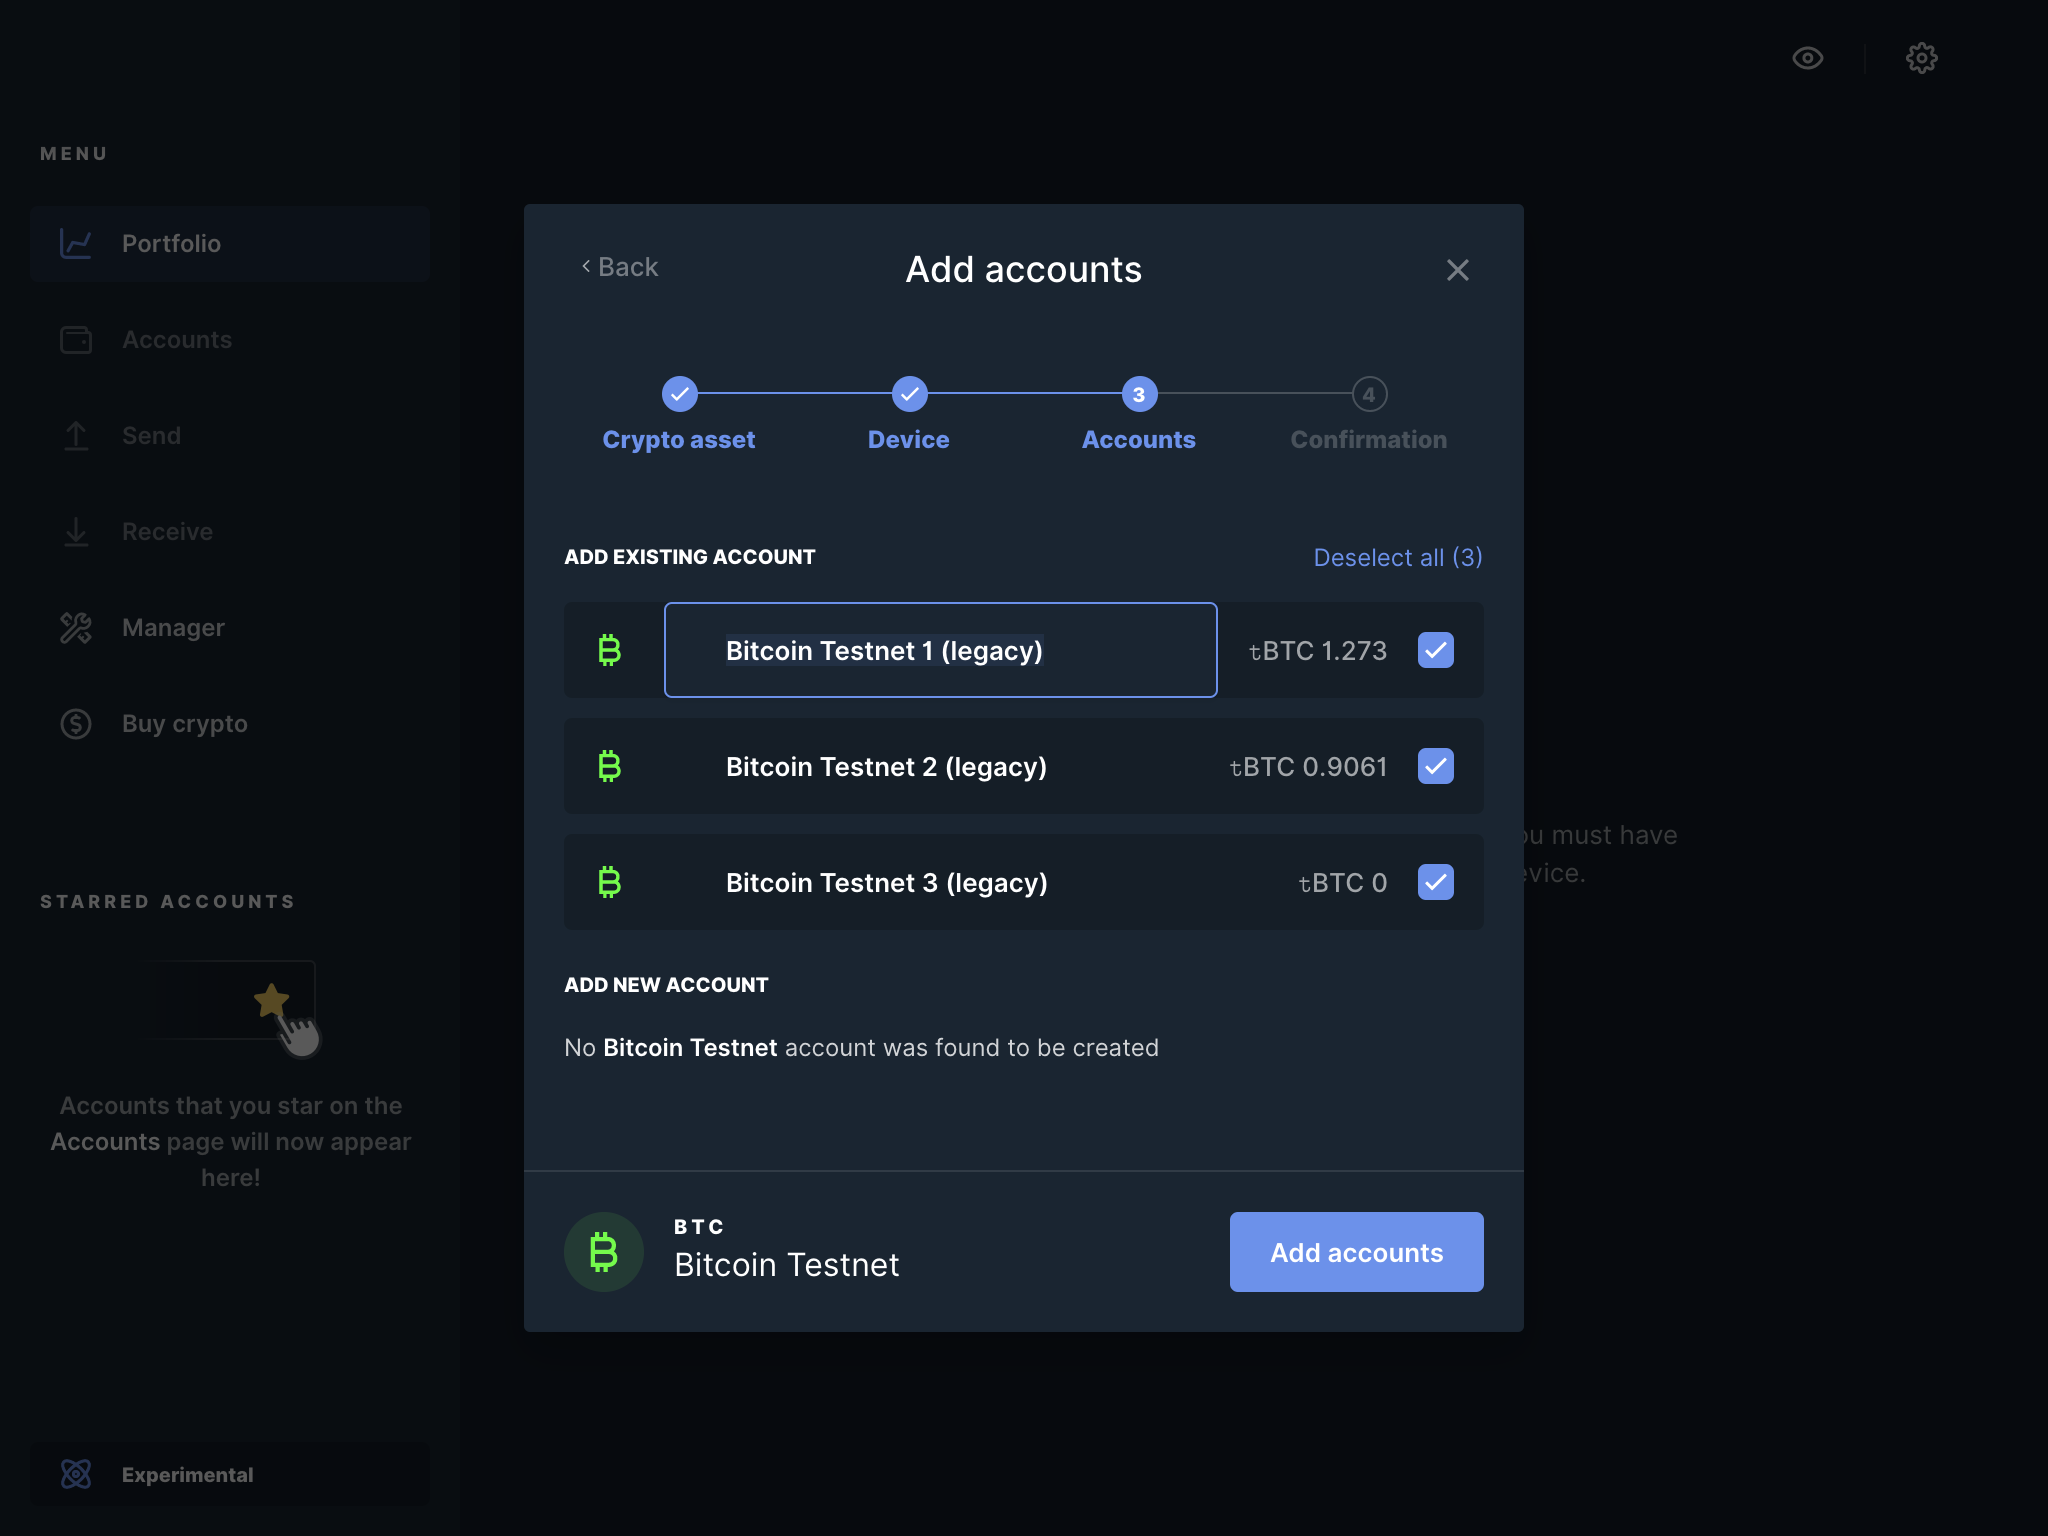 MENU
Portfolio
Accounts
Send
Receive
Manager
Buy crypto
STARRED ACCOUNTS
Accounts that you star on the
Accounts page will now appear
here!
Experimental
Back
Add accounts
3
4
Crypto asset
Device
Accounts
Confirmation
ADD EXISTING ACCOUNT
Deselect all (3)
Bitcoin Testnet 1 (legacy)
tBTC 1.273
Bitcoin Testnet 2 (legacy)
tBTC 0.9061
Bitcoin Testnet 3 (legacy)
tBTC 0
ADD NEW ACCOUNT
No Bitcoin Testnet account was found to be created
BTC
Bitcoin Testnet
Add accounts
must have